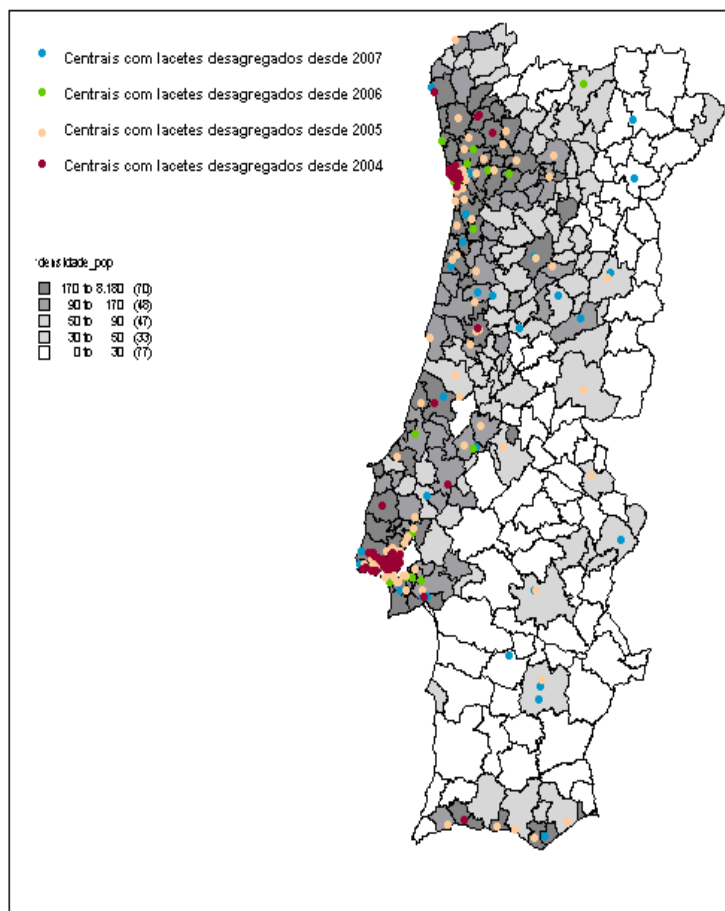 Centrais com lacetes desagregados desde 2007
Centrais com lacetes desagregados desde 2006
Centrais com lacetes desagregados desde 2005
Centrais com lacetes desagregados desde 2004
densidade_pop
170 to 8.180 (70)
90 to 170 (48)
50 to 90 (47)
30 to 50 (33)
0 to 30 (77)